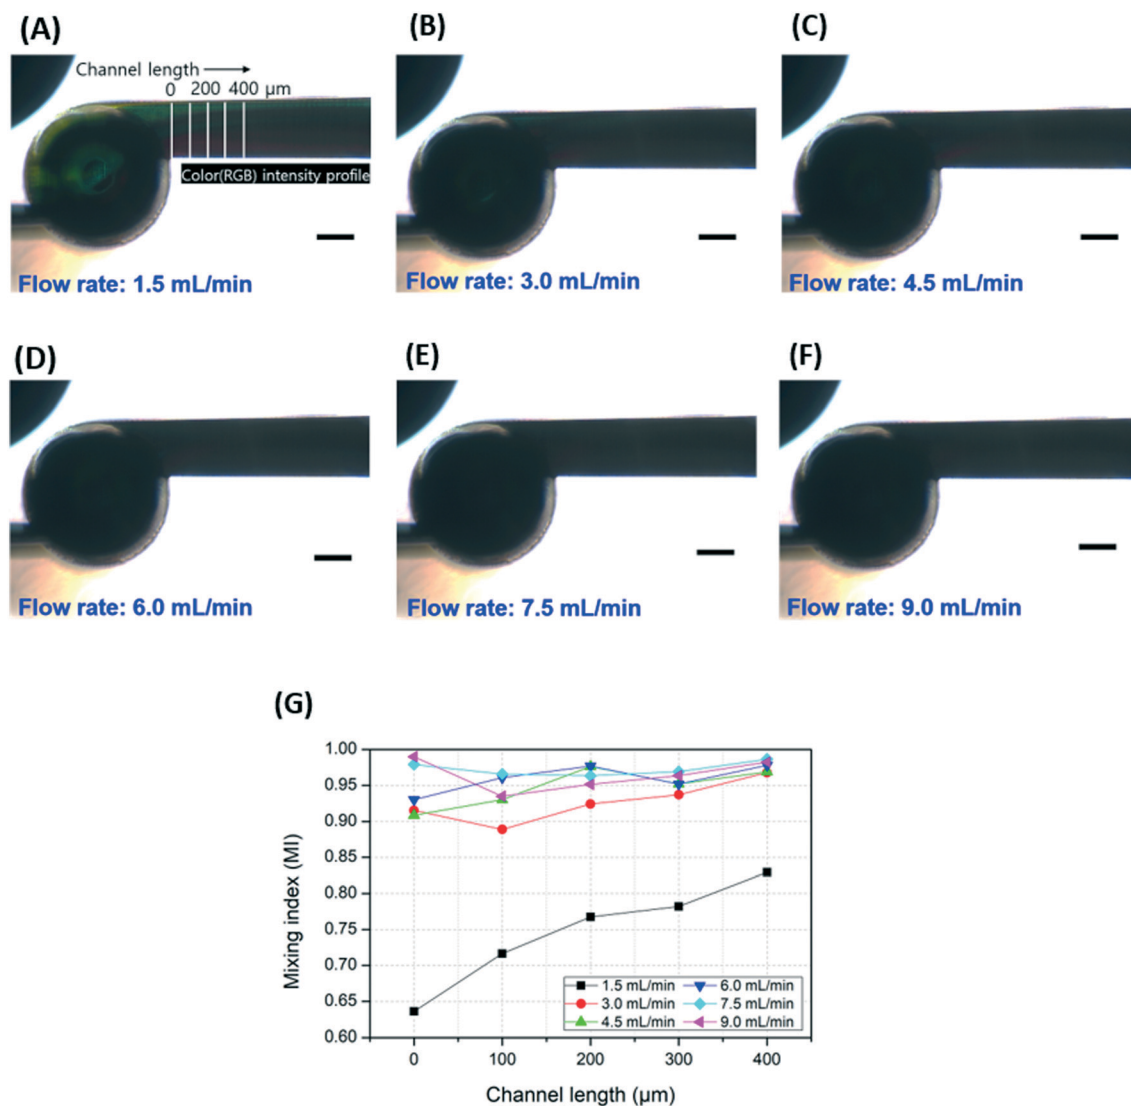 (A)
Channel length
0 200 400 μm
Color(RGB) intensity profile
Flow rate: 1.5 mL/min
(B)
Flow rate: 3.0 mL/min
(C)
Flow rate: 4.5 mL/min
(D)
Flow rate: 6.0 mL/min
(E)
Flow rate: 7.5 mL/min
(F)
Flow rate: 9.0 mL/min
(G)
Mixing index (MI)
1.00
0.95
0.90
0.85
0.80
0.75
0.70
0.65
0.60
1.5 mL/min 6.0 mL/min
3.0 mL/min 7.5 mL/min
4.5 mL/min 9.0 mL/min
0 100 200 300 400
Channel length (μm)